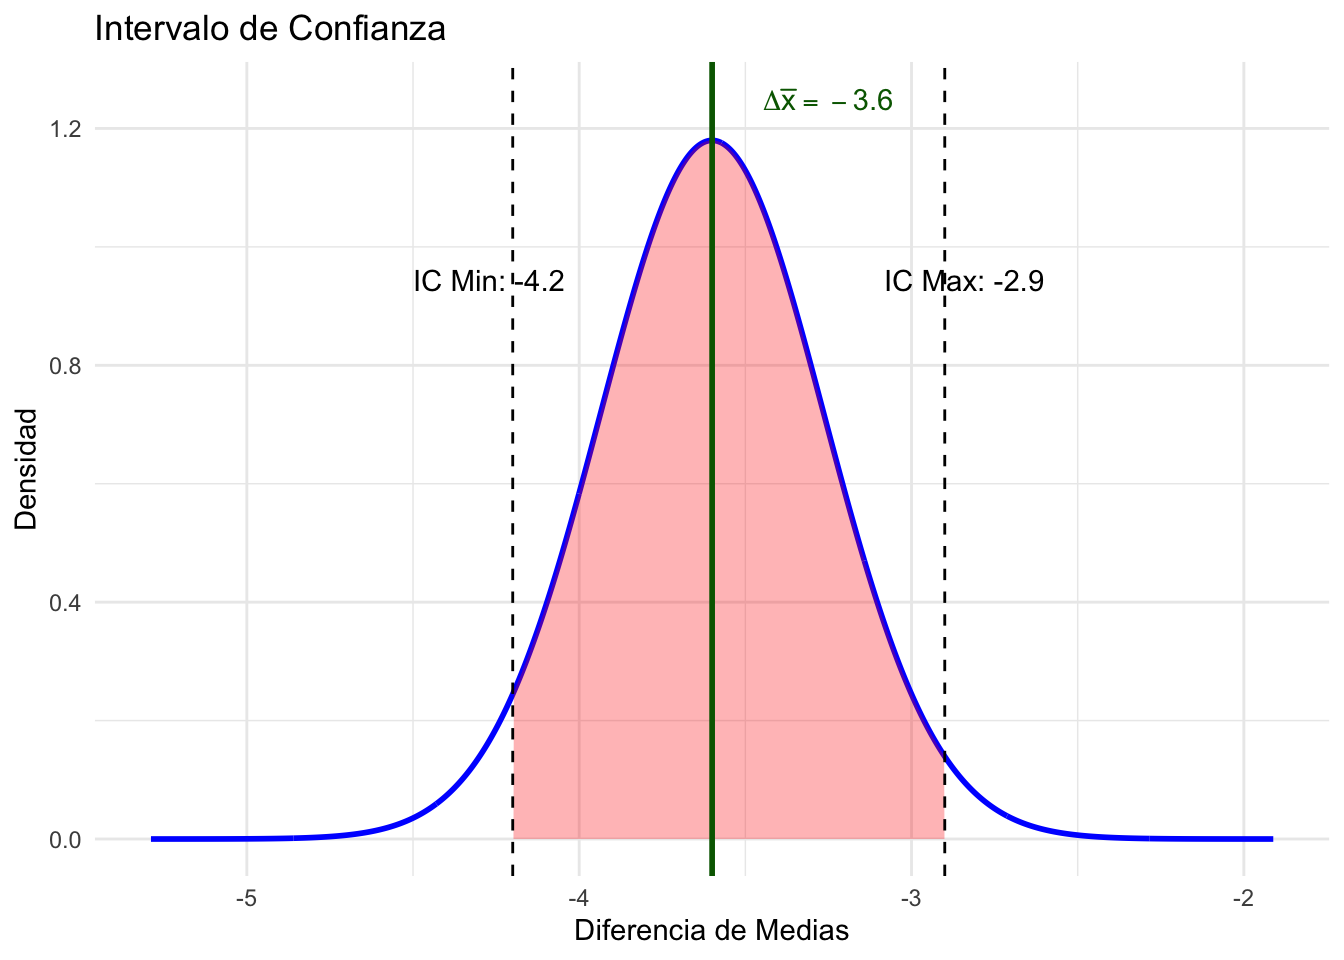 Intervalo de Confianza
Δx̅ = − 3.6
1.2
IC Min: -4.2
IC Max: -2.9
0.8
Densidad
0.4
0.0
-5
-4
-3
-2
Diferencia de Medias